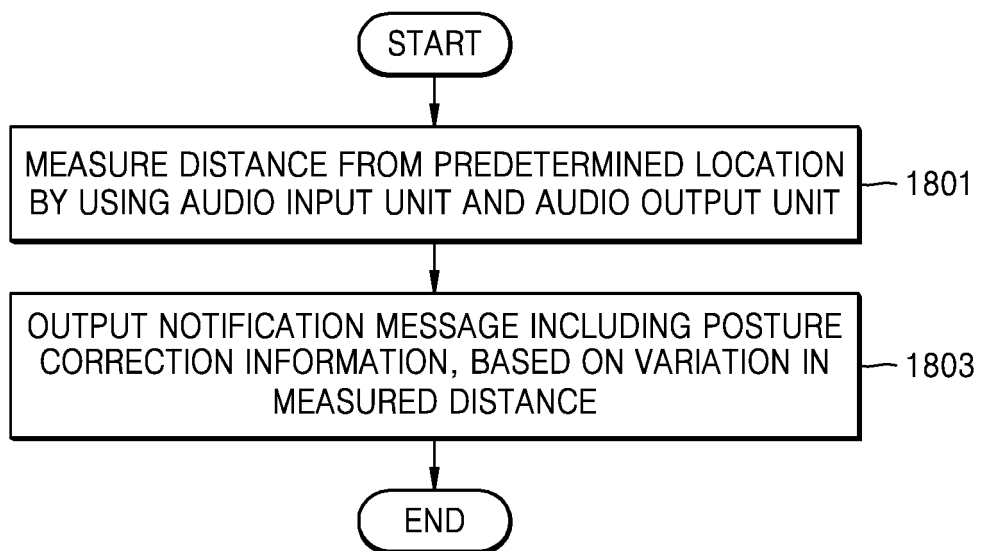 START
MEASURE DISTANCE FROM PREDETERMINED LOCATION
BY USING AUDIO INPUT UNIT AND AUDIO OUTPUT UNIT
1801
OUTPUT NOTIFICATION MESSAGE INCLUDING POSTURE
CORRECTION INFORMATION, BASED ON VARIATION IN
MEASURED DISTANCE
1803
END